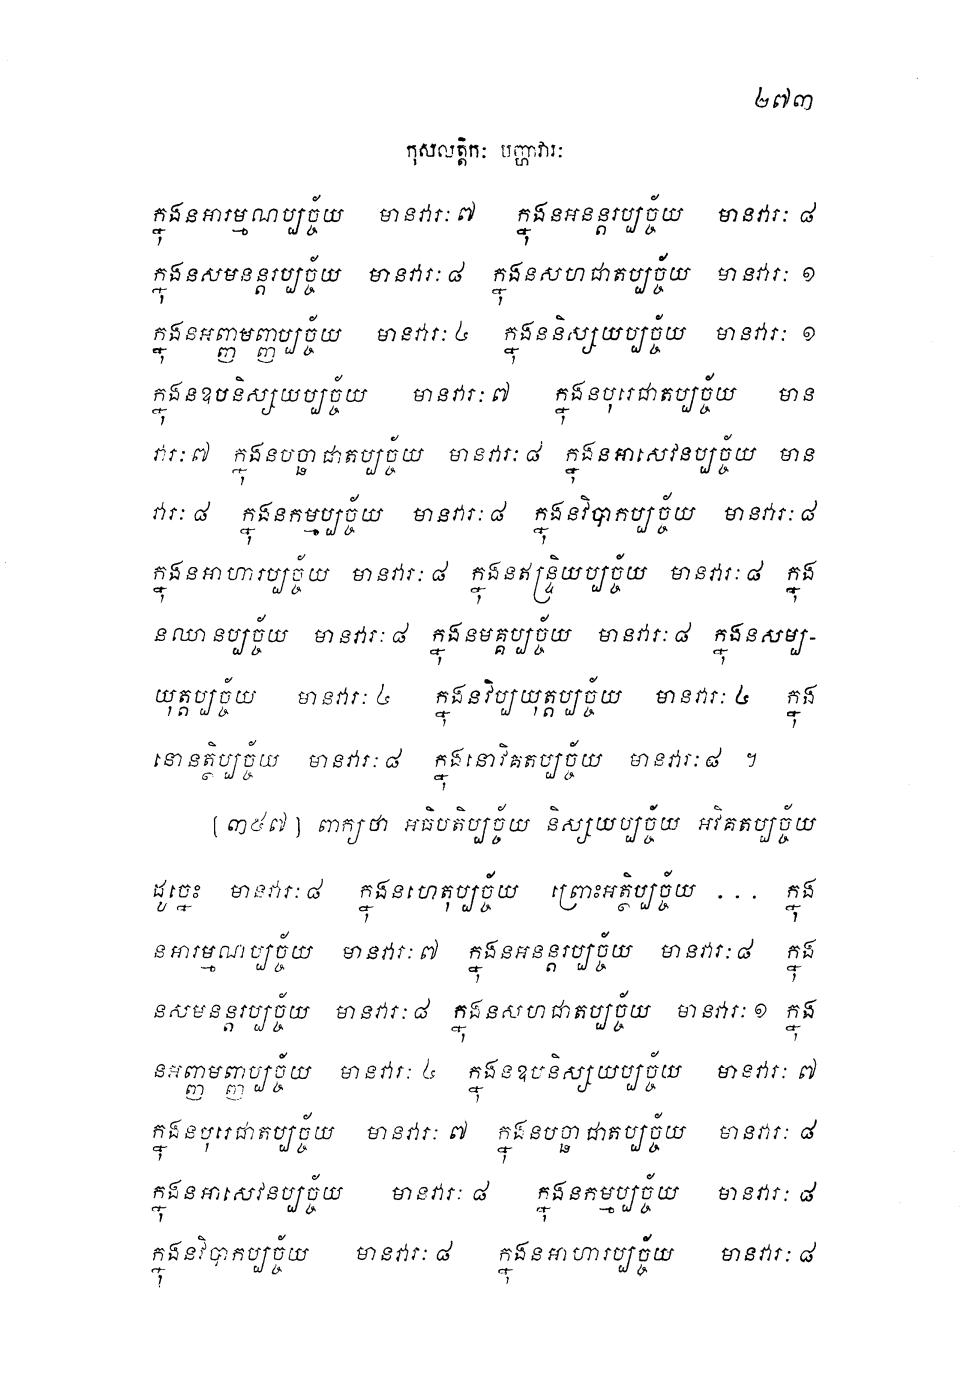 ២៧៣
កុសលត្តិកៈ បញ្ហាវារៈ
ក្នុងនអារម្មណប្បច្ច័យ មានវារៈ ៧ ក្នុងនអនន្តរប្បច្ច័យ មានវារៈ ៨
ក្នុងនសមនន្តរប្បច្ច័យ មានវារៈ ៨ ក្នុងនសហជាតប្បច្ច័យ មានវារៈ ១
ក្នុងនអញ្ញាមញ្ញាប្បច្ច័យ មានវារៈ ៤ ក្នុងននិស្សយប្បច្ច័យ មានវារៈ ១
ក្នុងនឧបនិស្សយប្បច្ច័យ មានវារៈ ៧ ក្នុងនបុរេជាតប្បច្ច័យ មាន
វារៈ ៧ ក្នុងនបច្ឆាជាតប្បច្ច័យ មានវារៈ ៨ ក្នុងនអាសេវនប្បច្ច័យ មាន
វារៈ ៨ ក្នុងនកម្មប្បច្ច័យ មានវារៈ ៨ ក្នុងនវិបាកប្បច្ច័យ មានវារៈ ៨
ក្នុងនអាហារប្បច្ច័យ មានវារៈ ៨ ក្នុងនឥន្ទ្រិយប្បច្ច័យ មានវារៈ ៨ ក្នុង
នឈានប្បច្ច័យ មានវារៈ ៨ ក្នុងនមគ្គប្បច្ច័យ មានវារៈ ៨ ក្នុងនសម្ប-
យុត្តប្បច្ច័យ មានវារៈ ៤ ក្នុងនវិប្បយុត្តប្បច្ច័យ មានវារៈ ៤ ក្នុង
នោនត្ថិប្បច្ច័យ មានវារៈ ៨ ក្នុងនោវិគតប្បច្ច័យ មានវារៈ ៨ ។
(៣៥៧) ពាក្យថា អធិបតិប្បច្ច័យ និស្សយប្បច្ច័យ អវិគតប្បច្ច័យ
ដូច្នេះ មានវារៈ ៨ ក្នុងនហេតុប្បច្ច័យ ព្រោះអត្ថិប្បច្ច័យ ... ក្នុង
នអារម្មណប្បច្ច័យ មានវារៈ ៧ ក្នុងនអនន្តរប្បច្ច័យ មានវារៈ ៨ ក្នុង
នសមនន្តរប្បច្ច័យ មានវារៈ ៨ ក្នុងនសហជាតប្បច្ច័យ មានវារៈ ១ ក្នុង
នអញ្ញាមញ្ញាប្បច្ច័យ មានវារៈ ៤ ក្នុងនឧបនិស្សយប្បច្ច័យ មានវារៈ ៧
ក្នុងនបុរេជាតប្បច្ច័យ មានវារៈ ៧ ក្នុងនបច្ឆាជាតប្បច្ច័យ មានវារៈ ៨
ក្នុងនអាសេវនប្បច្ច័យ មានវារៈ ៨ ក្នុងនកម្មប្បច្ច័យ មានវារៈ ៨
ក្នុងនវិបាកប្បច្ច័យ មានវារៈ ៨ ក្នុងនអាហារប្បច្ច័យ មានវារៈ ៨